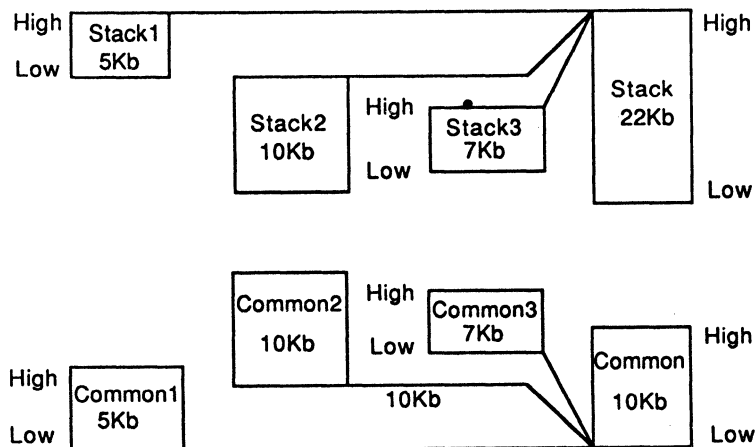 High
Low
Stack1
5Kb
Stack2
10Kb
High
Low
Stack3
7Kb
High
Stack
22Kb
Low
Common2
10Kb
High
Low
Common3
7Kb
High
Low
Common1
5Kb
10Kb
High
Common
10Kb
Low